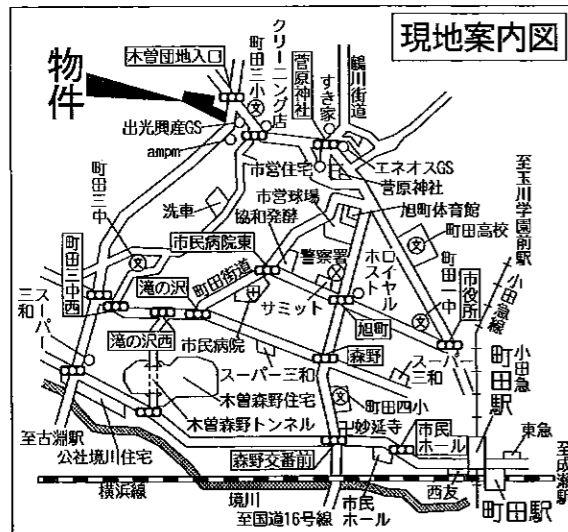 現地案内図
物件
木曽団地入口
町田三小
クリーニング店
菅原神社
すき家
鶴川街道
出光興産GS
ampm
市営住宅
エネオスGS
菅原神社
至玉川学園前駅
町田三中
洗車
市営球場
協和発酵
旭町体育館
町田高校
小田急線
市民病院東
警察署
ロイヤルホスト
町田一中
市役所
町田三中西
滝の沢
町田街道
サミット
スーパー三和
滝の沢西
市民病院
旭町
森野
スーパー三和
スーパー三和
小田急
町田駅
木曽森野住宅
町田四小
木曽森野トンネル
妙延寺
市民ホール
東急
至古淵駅
公社境川住宅
森野交番前
西友
至成瀬駅
横浜線
境川
至国道16号線
市民ホール
町田駅